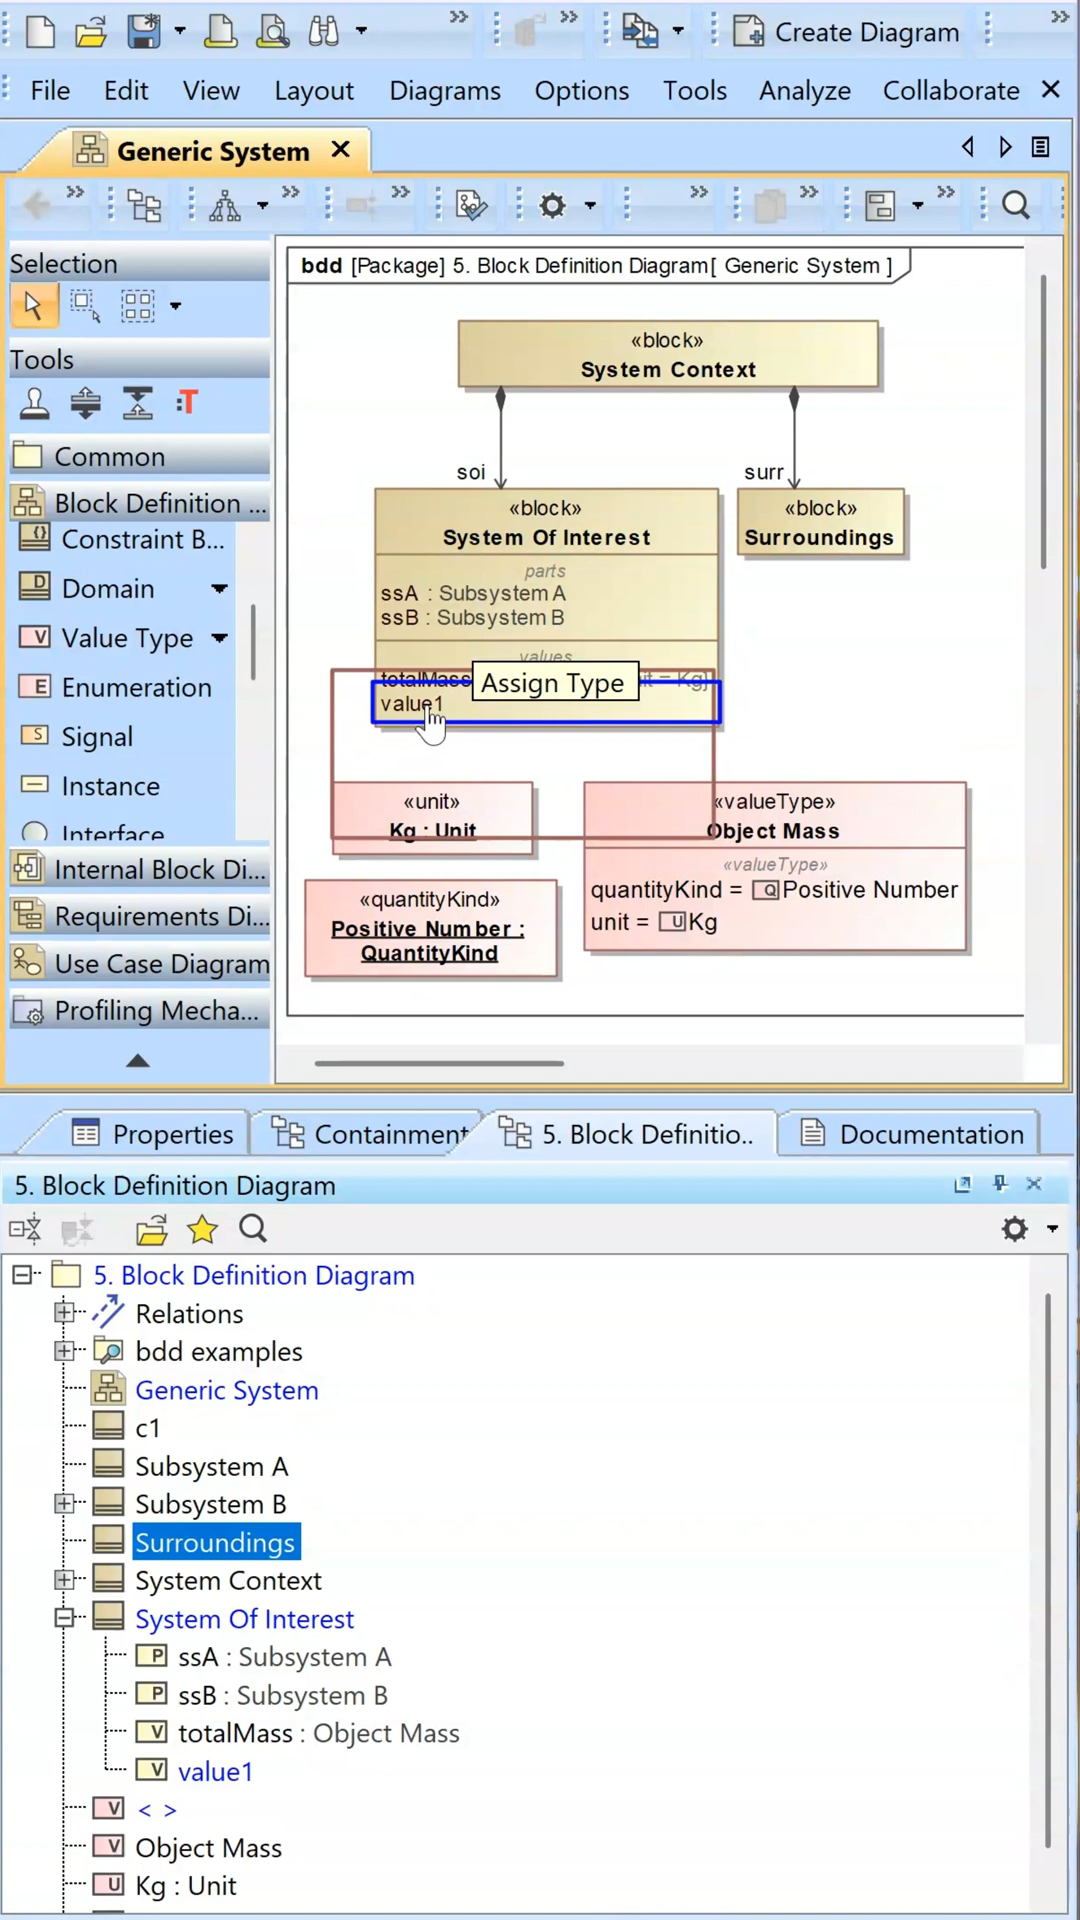 Create Diagram
File Edit View Layout Diagrams Options Tools Analyze Collaborate
Generic System
Selection
Tools
:T
Common
Block Definition ...
Constraint B...
Domain
Value Type
Enumeration
Signal
Instance
Interface
Internal Block Di...
Requirements Di...
Use Case Diagram
Profiling Mecha...
bdd [Package] 5. Block Definition Diagram[ Generic System ]
«block»
System Context
soi
surr
«block»
System Of Interest
parts
ssA : Subsystem A
ssB : Subsystem B
values
totalMass
Kg}
value1
Assign Type
«block»
Surroundings
«unit»
Kg : Unit
«quantityKind»
Positive Number :
QuantityKind
«valueType»
Object Mass
«valueType»
quantityKind = Q Positive Number
unit = U Kg
Properties Containment 5. Block Definitio.. Documentation
5. Block Definition Diagram
5. Block Definition Diagram
Relations
bdd examples
Generic System
c1
Subsystem A
Subsystem B
Surroundings
System Context
System Of Interest
P ssA : Subsystem A
P ssB : Subsystem B
V totalMass : Object Mass
V value1
V < >
V Object Mass
U Kg : Unit